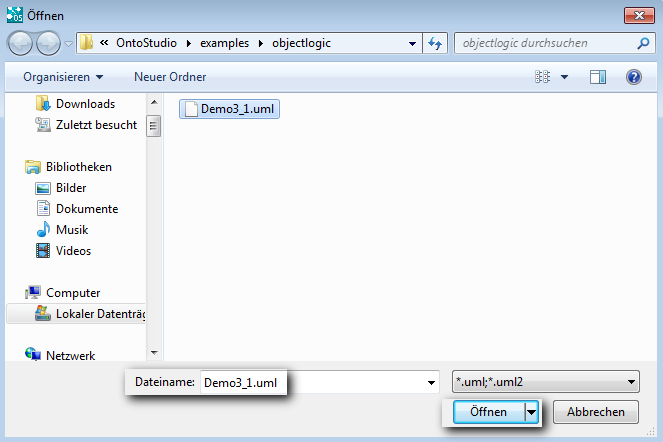 Öffnen
« OntoStudio examples objectlogic
objectlogic durchsuchen
Organisieren
Neuer Ordner
Downloads
Zuletzt besucht
Bibliotheken
Bilder
Dokumente
Musik
Videos
Computer
Lokaler Datenträg
Netzwerk
Demo3_1.uml
Dateiname: Demo3_1.uml
*.uml;*.uml2
Öffnen
Abbrechen